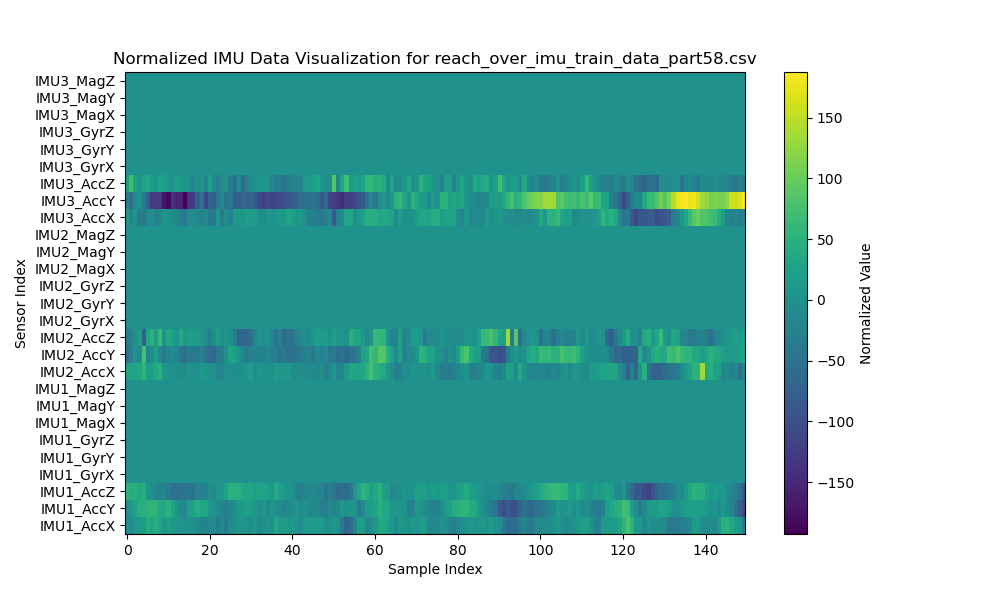 Normalized IMU Data Visualization for reach_over_imu_train_data_part58.csv
IMU3_MagZ
IMU3_MagY
IMU3_MagX
IMU3_GyrZ
IMU3_GyrY
IMU3_GyrX
IMU3_AccZ
IMU3_AccY
IMU3_AccX
IMU2_MagZ
IMU2_MagY
IMU2_MagX
IMU2_GyrZ
IMU2_GyrY
IMU2_GyrX
IMU2_AccZ
IMU2_AccY
IMU2_AccX
IMU1_MagZ
IMU1_MagY
IMU1_MagX
IMU1_GyrZ
IMU1_GyrY
IMU1_GyrX
IMU1_AccZ
IMU1_AccY
IMU1_AccX
Sensor Index
0 20 40 60 80 100 120 140
Sample Index
150
100
50
0
−50
−100
−150
Normalized Value